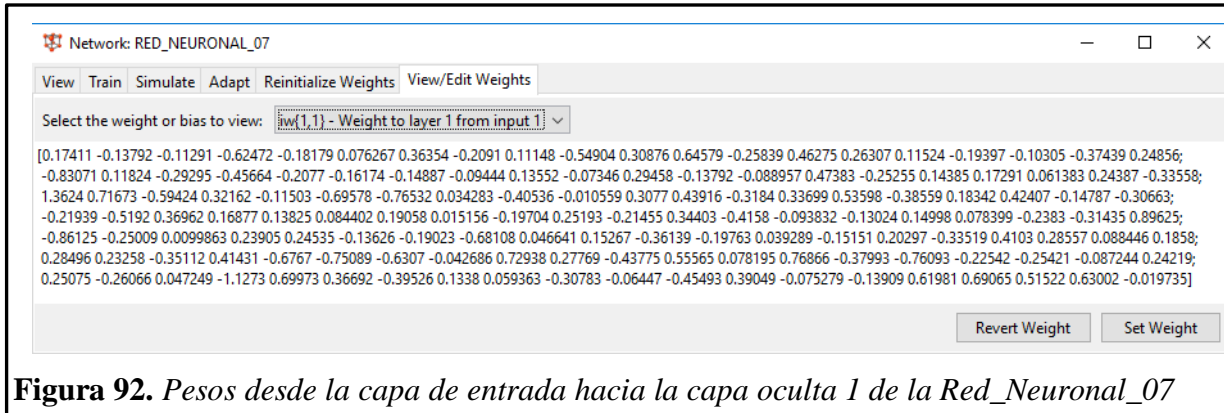 Network: RED_NEURONAL_07
View Train Simulate Adapt Reinitialize Weights View/Edit Weights
Select the weight or bias to view: iw{1,1} - Weight to layer 1 from input 1
[0.17411 -0.13792 -0.11291 -0.62472 -0.18179 0.076267 0.36354 -0.2091 0.11148 -0.54904 0.30876 0.64579 -0.25839 0.46275 0.26307 0.11524 -0.19397 -0.10305 -0.37439 0.24856;
-0.83071 0.11824 -0.29295 -0.45664 -0.2077 -0.16174 -0.14887 -0.09444 0.13552 -0.07346 0.29458 -0.13792 -0.088957 0.47383 -0.25255 0.14385 0.17291 0.061383 0.24387 -0.33558;
1.3624 0.71673 -0.59424 0.32162 -0.11503 -0.69578 -0.76532 0.034283 -0.40536 -0.010559 0.3077 0.43916 -0.3184 0.33699 0.53598 -0.38559 0.18342 0.42407 -0.14787 -0.30663;
-0.21939 -0.5192 0.36962 0.16877 0.13825 0.084402 0.19058 0.015156 -0.19704 0.25193 -0.21455 0.34403 -0.4158 -0.093832 -0.13024 0.14998 0.078399 -0.2383 -0.31435 0.89625;
-0.86125 -0.25009 0.0099863 0.23905 0.24535 -0.13626 -0.19023 -0.68108 0.046641 0.15267 -0.36139 -0.19763 0.039289 -0.15151 0.20297 -0.33519 0.4103 0.28557 0.088446 0.1858;
0.28496 0.23258 -0.35112 0.41431 -0.6767 -0.75089 -0.6307 -0.042686 0.72938 0.27769 -0.43775 0.55565 0.078195 0.76866 -0.37993 -0.76093 -0.22542 -0.25421 -0.087244 0.24219;
0.25075 -0.26066 0.047249 -1.1273 0.69973 0.36692 -0.39526 0.1338 0.059363 -0.30783 -0.06447 -0.45493 0.39049 -0.075279 -0.13909 0.61981 0.69065 0.51522 0.63002 -0.019735]
Revert Weight Set Weight
Figura 92. Pesos desde la capa de entrada hacia la capa oculta 1 de la Red_Neuronal_07